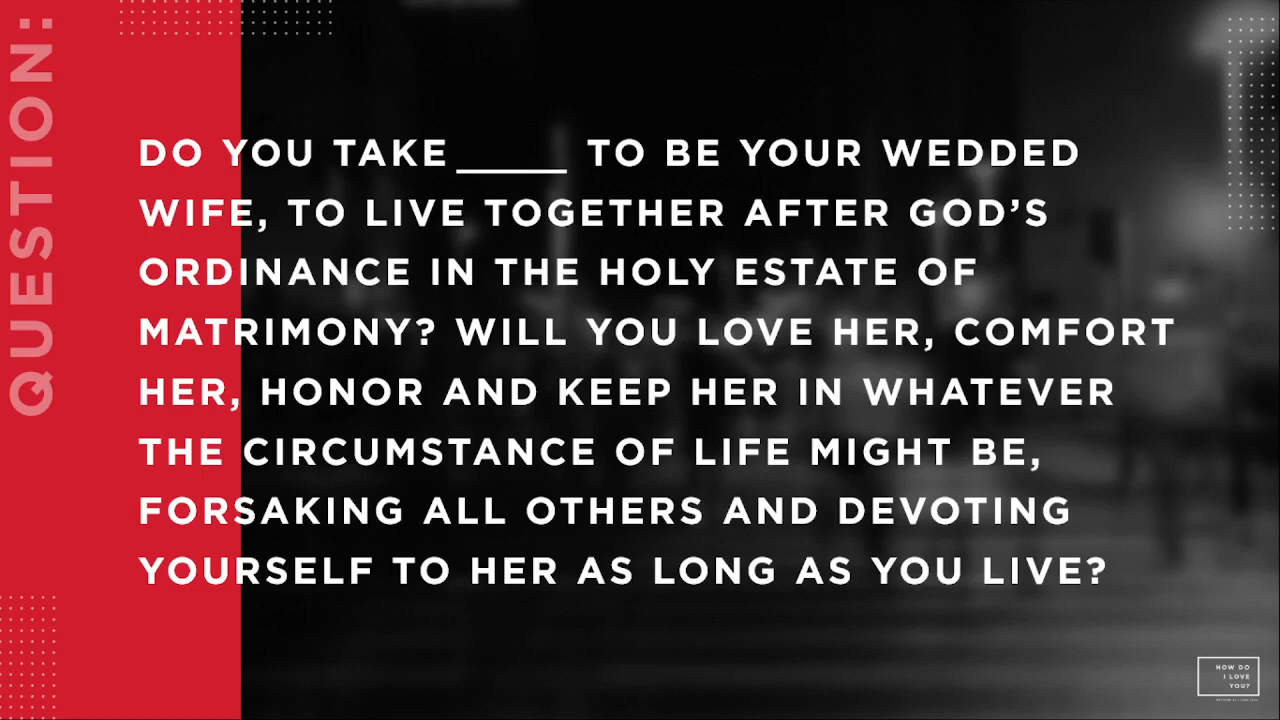 QUESTION:
DO YOU TAKE _____ TO BE YOUR WEDDED
WIFE, TO LIVE TOGETHER AFTER GOD’S
ORDINANCE IN THE HOLY ESTATE OF
MATRIMONY? WILL YOU LOVE HER, COMFORT
HER, HONOR AND KEEP HER IN WHATEVER
THE CIRCUMSTANCE OF LIFE MIGHT BE,
FORSAKING ALL OTHERS AND DEVOTING
YOURSELF TO HER AS LONG AS YOU LIVE?
HOW DO
I LOVE
YOU?